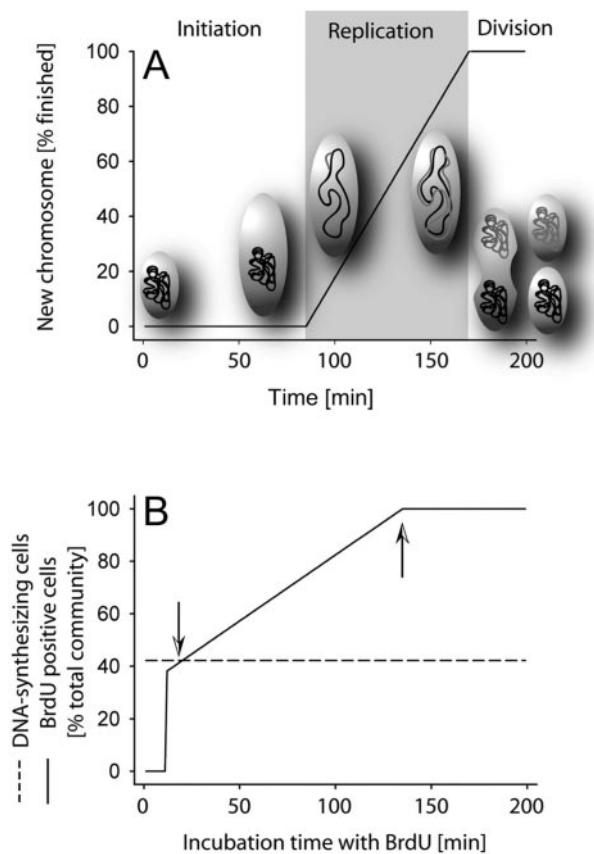 Initiation Replication Division
A
New chromosome [% finished]
100
80
60
40
20
0
0 50 100 150 200
Time [min]
B
DNA-synthesizing cells
BrdU positive cells
[% total community]
100
80
60
40
20
0
0 50 100 150 200
Incubation time with BrdU [min]